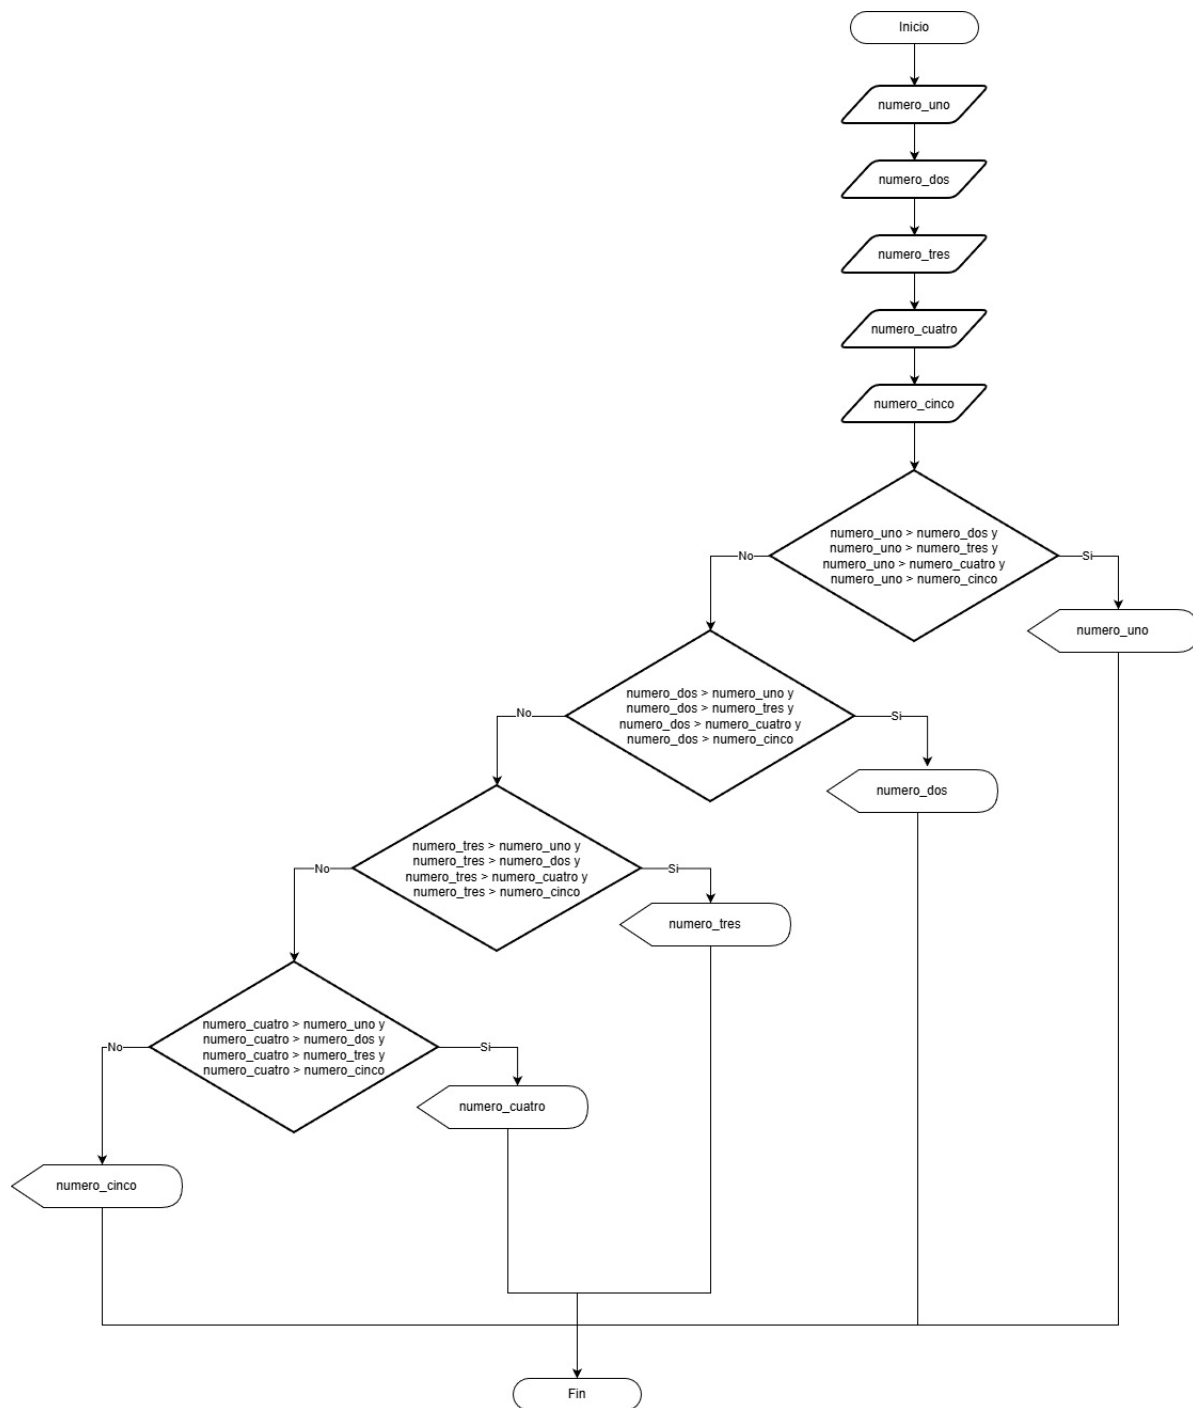 Inicio
numero_uno
numero_dos
numero_tres
numero_cuatro
numero_cinco
numero_uno > numero_dos y
numero_uno > numero_tres y
numero_uno > numero_cuatro y
numero_uno > numero_cinco
No
Si
numero_uno
numero_dos > numero_uno y
numero_dos > numero_tres y
numero_dos > numero_cuatro y
numero_dos > numero_cinco
No
Si
numero_dos
numero_tres > numero_uno y
numero_tres > numero_dos y
numero_tres > numero_cuatro y
numero_tres > numero_cinco
No
Si
numero_tres
numero_cuatro > numero_uno y
numero_cuatro > numero_dos y
numero_cuatro > numero_tres y
numero_cuatro > numero_cinco
No
Si
numero_cuatro
numero_cinco
Fin